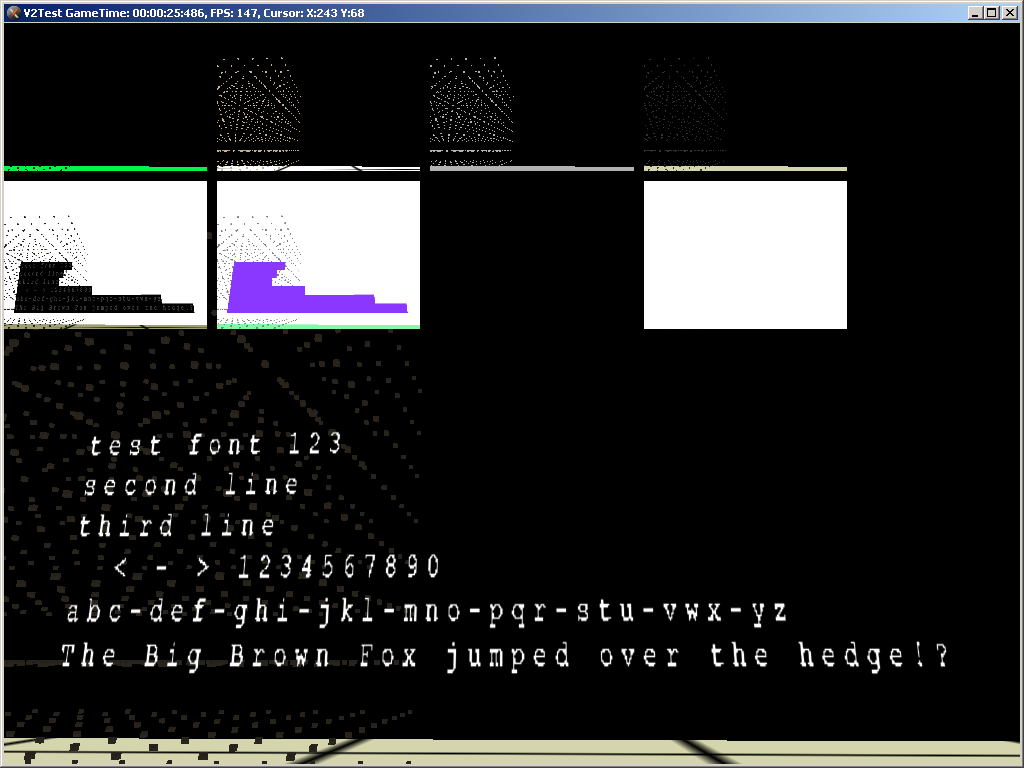 V2Test GameTime: 00:00:25:486, FPS: 147, Cursor: X:243 Y:68
test font 123
second line
third line
< - > 1234567890
abc-def-ghi-jkl-mno-pqr-stu-vwx-yz
The Big Brown Fox jumped over the hedge!?